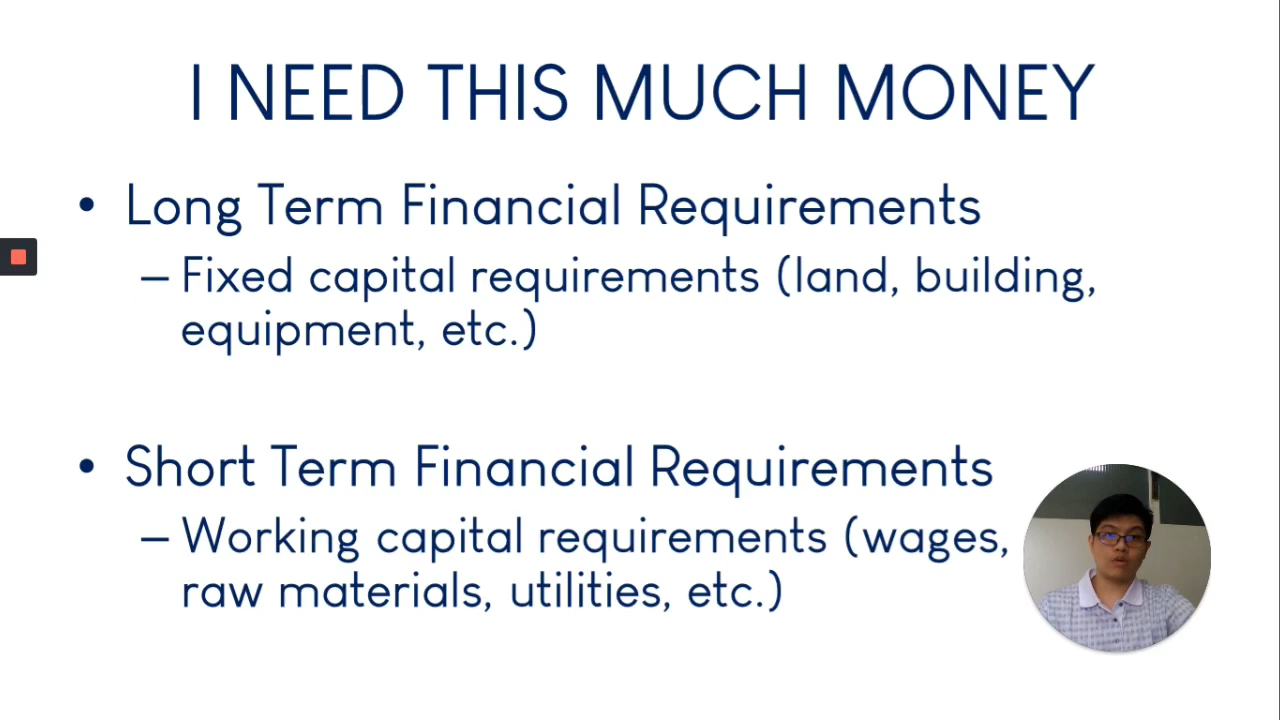 I NEED THIS MUCH MONEY
• Long Term Financial Requirements
– Fixed capital requirements (land, building,
equipment, etc.)
• Short Term Financial Requirements
– Working capital requirements (wages,
raw materials, utilities, etc.)